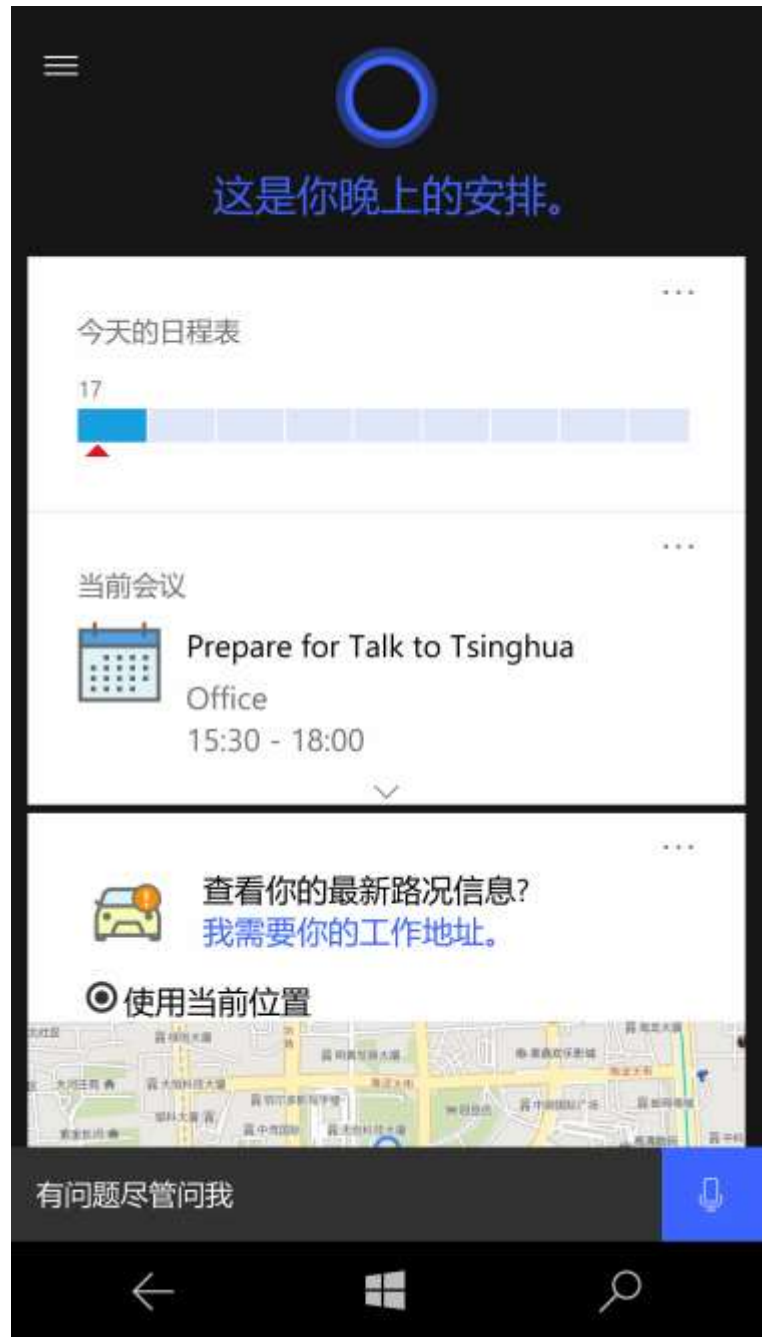 这是你晚上的安排。
今天的日程表
17
当前会议
Prepare for Talk to Tsinghua
Office
15:30 - 18:00
查看你的最新路况信息?
我需要你的工作地址。
使用当前位置
有问题尽管问我